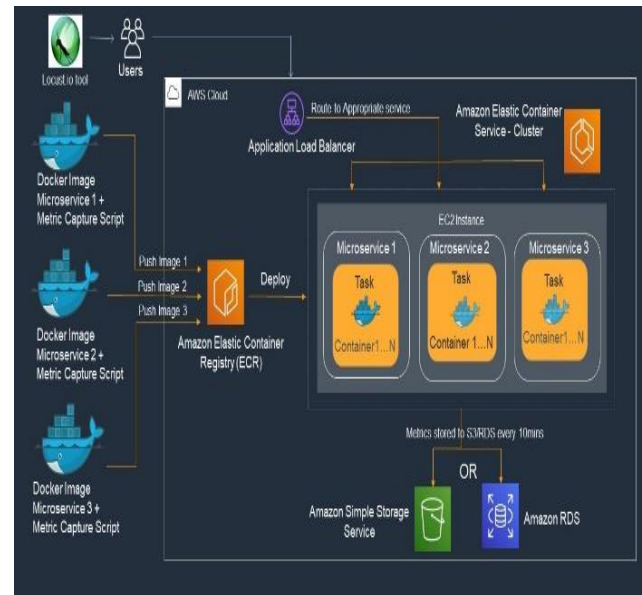 Locust.io tool
Users
AWS Cloud
Route to Appropriate service
Application Load Balancer
Amazon Elastic Container
Service - Cluster
Docker Image
Microservice 1 +
Metric Capture Script
EC2 Instance
Microservice 1
Microservice 2
Microservice 3
Task
Task
Task
Container1...N
Container 1...N
Container1...N
Push Image 1
Push Image 2
Push Image 3
Deploy
Amazon Elastic Container
Registry (ECR)
Docker Image
Microservice 2 +
Metric Capture Script
Docker Image
Microservice 3 +
Metric Capture Script
Metrics stored to S3/RDS every 10mins
OR
Amazon Simple Storage
Service
Amazon RDS